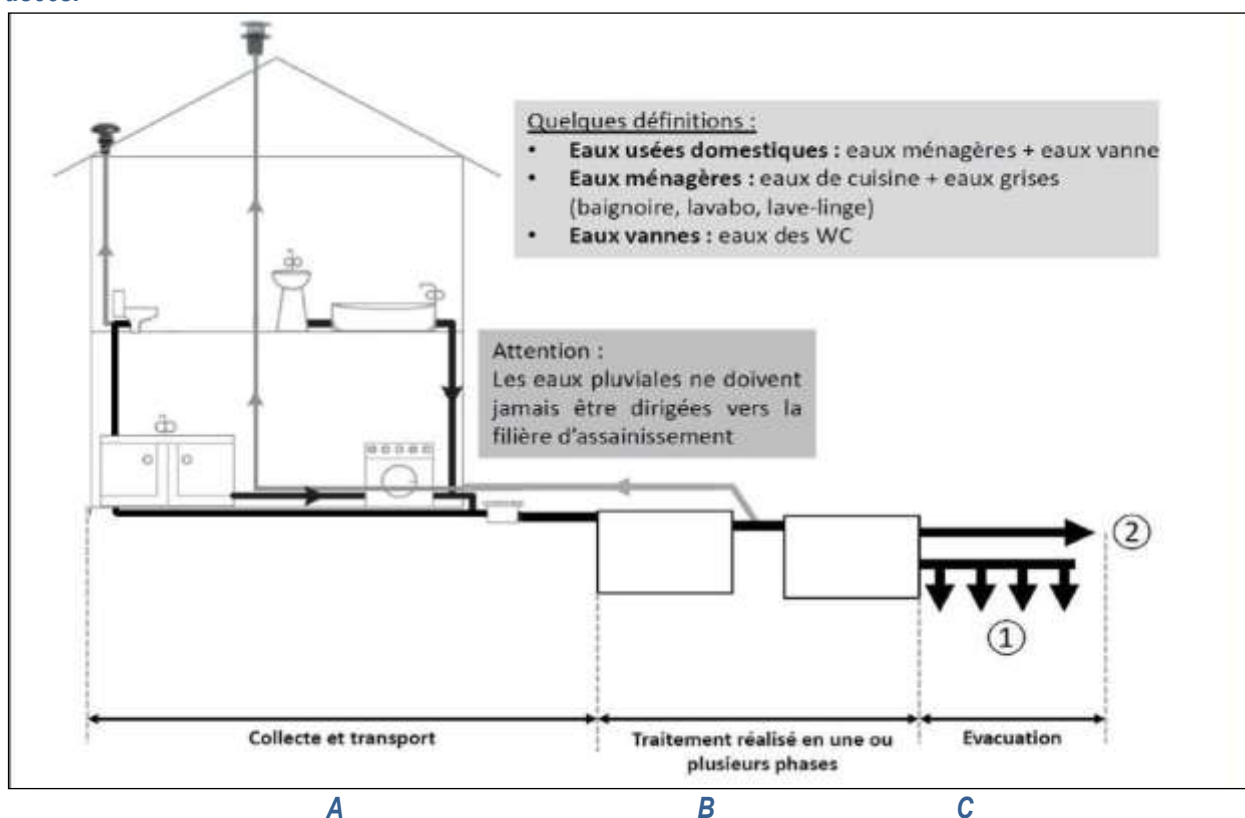 Quelques définitions :
• Eaux usées domestiques : eaux ménagères + eaux vanne
• Eaux ménagères : eaux de cuisine + eaux grises
(baignoire, lavabo, lave-linge)
• Eaux vannes : eaux des WC
Attention :
Les eaux pluviales ne doivent
jamais être dirigées vers la
filière d'assainissement
②
①
Collecte et transport
Traitement réalisé en une ou
plusieurs phases
Evacuation
A
B
C